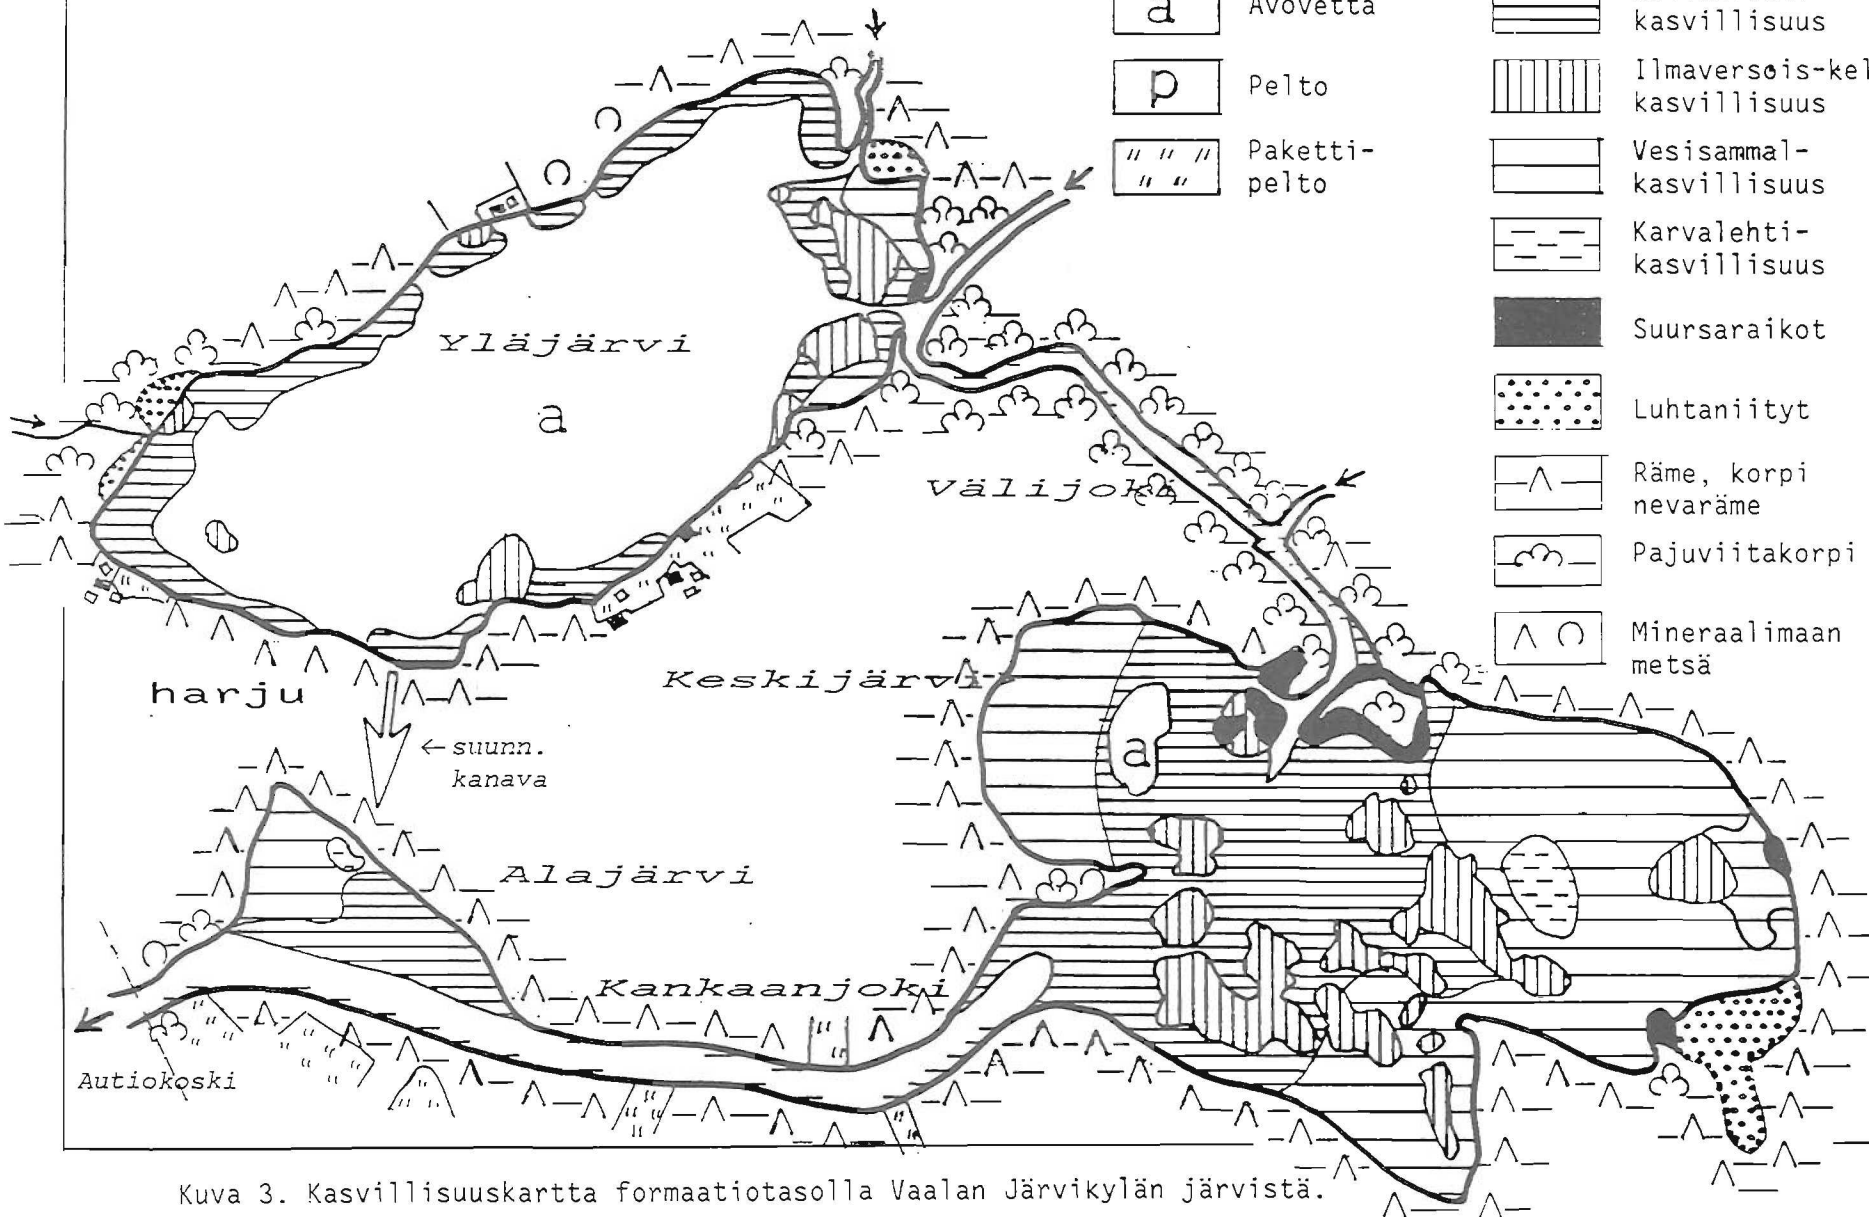 a Avovetta
p Pelto
Paketti-
pelto
kasvillisuus
Ilmaversois-kel
kasvillisuus
Vesisammal-
kasvillisuus
Karvalehti-
kasvillisuus
Suursaraikot
Luhtaniityt
Räme, korpi
nevaräme
Pajuviitakorpi
Mineraalimaan
metsä
Yläjärvi
a
Välijoki
Keskijärvi
a
harju
← suunn.
kanava
Alajärvi
Kankaanjoki
Autiokoski
Kuva 3. Kasvillisuuskartta formaatiotasolla Vaalan Järvikylän järvistä.